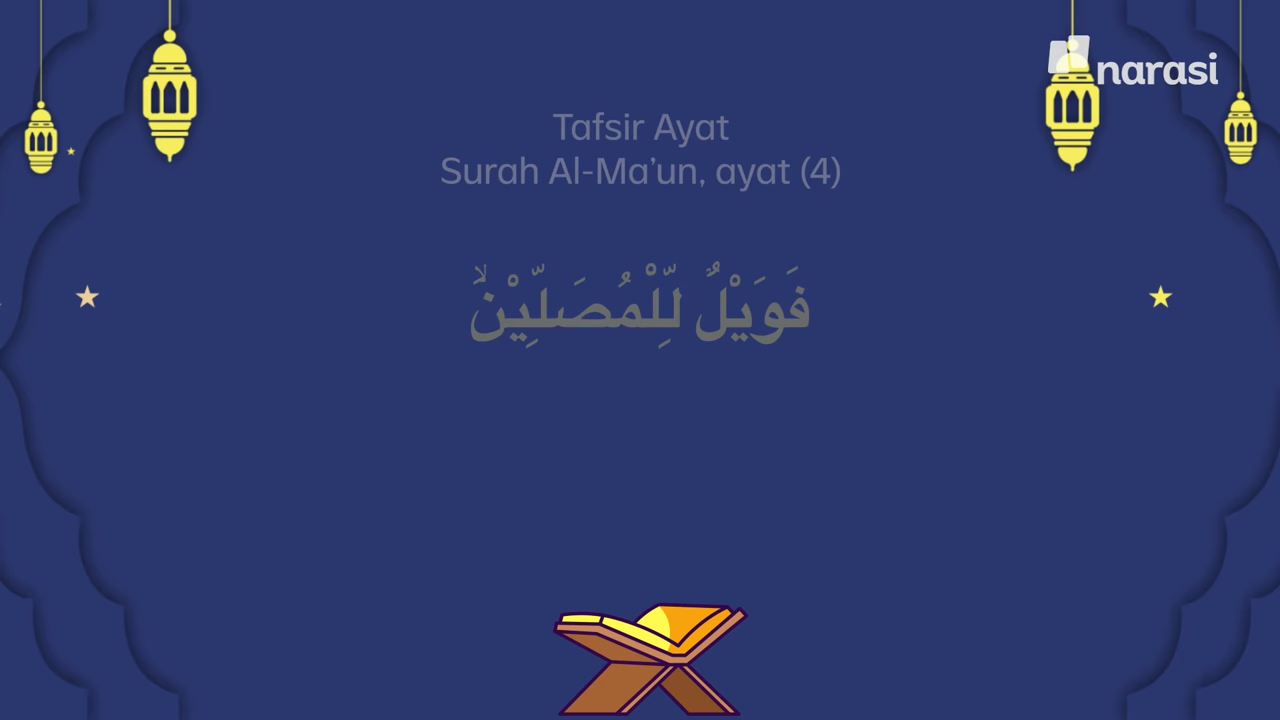 narasi
Tafsir Ayat
Surah Al-Ma’un, ayat (4)
فَوَيْلٌ لِّلْمُصَلِّيْنَۙ